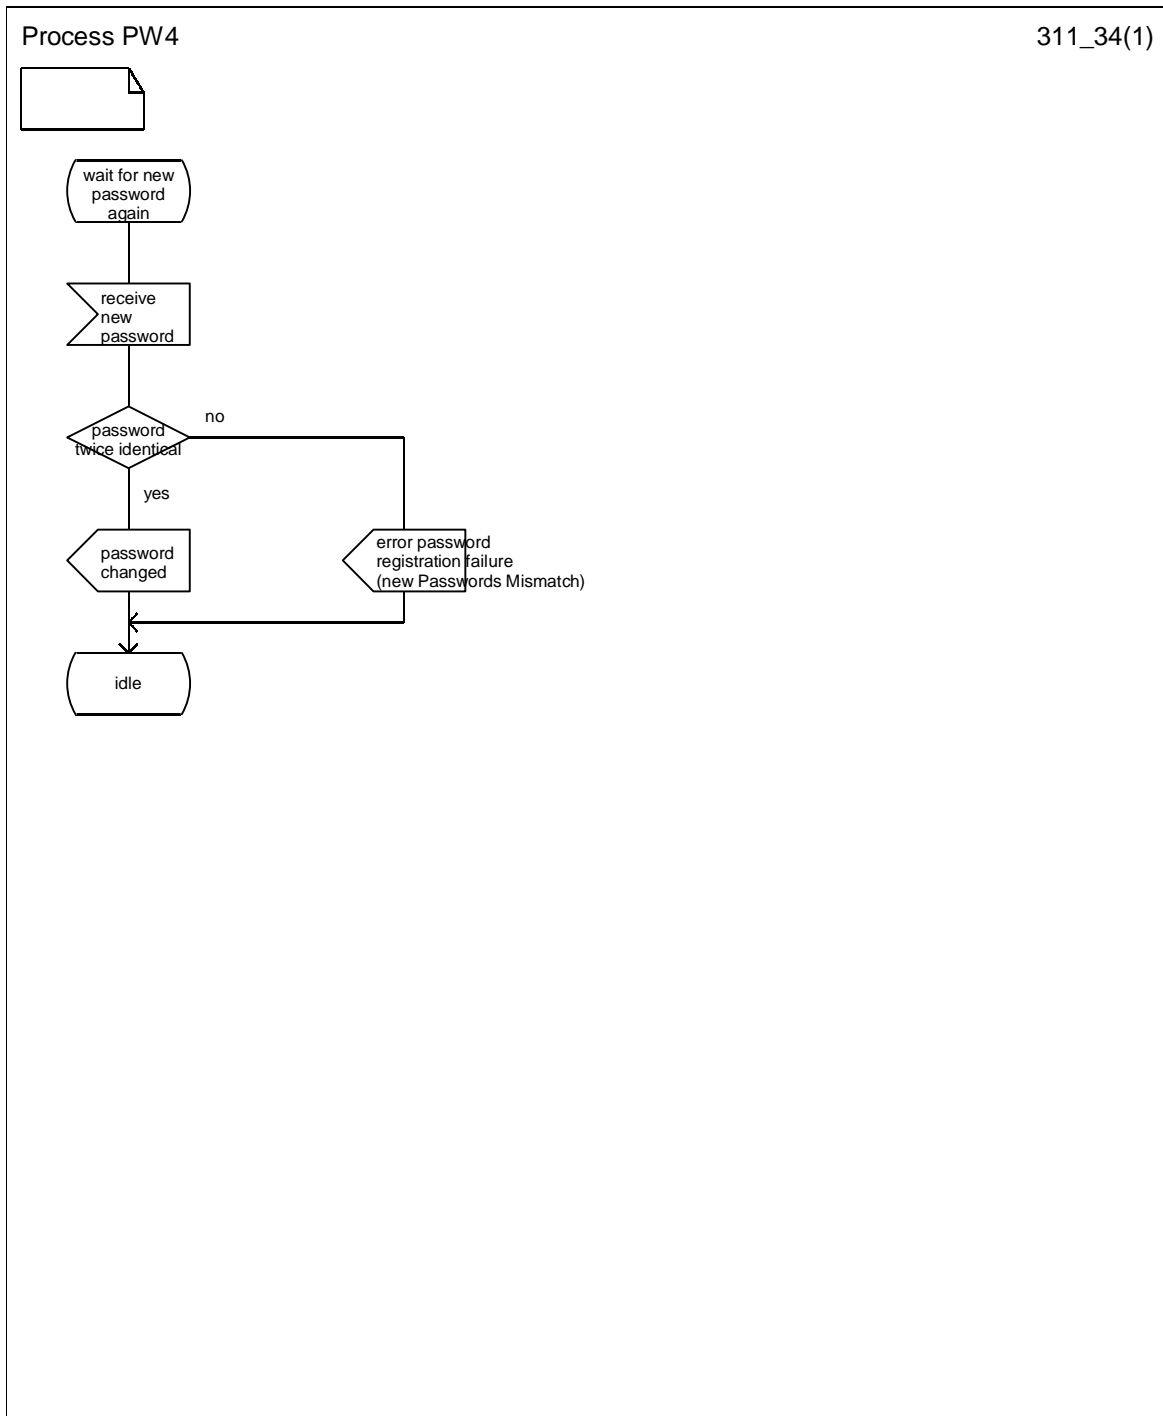 Process PW4
311_34(1)
wait for new
password
again
receive
new
password
password
twice identical
no
yes
password
changed
error password
registration failure
(new Passwords Mismatch)
idle